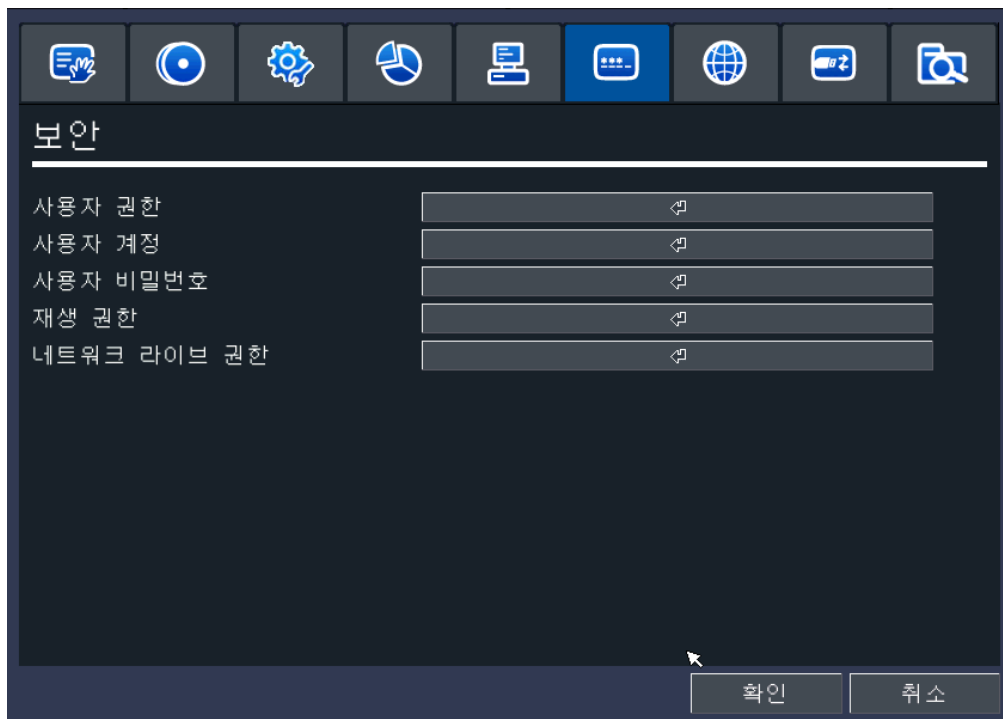 보안
사용자 권한
사용자 계정
사용자 비밀번호
재생 권한
네트워크 라이브 권한
확인 취소